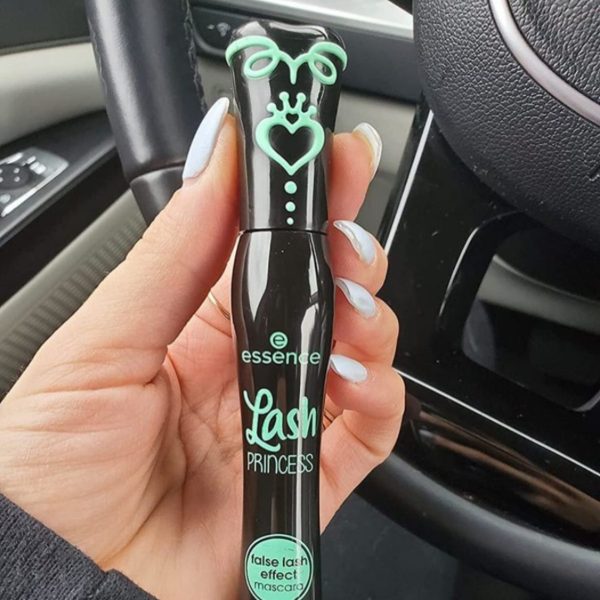 e
essence
Lash
PRINCESS
false lash
effect
mascara